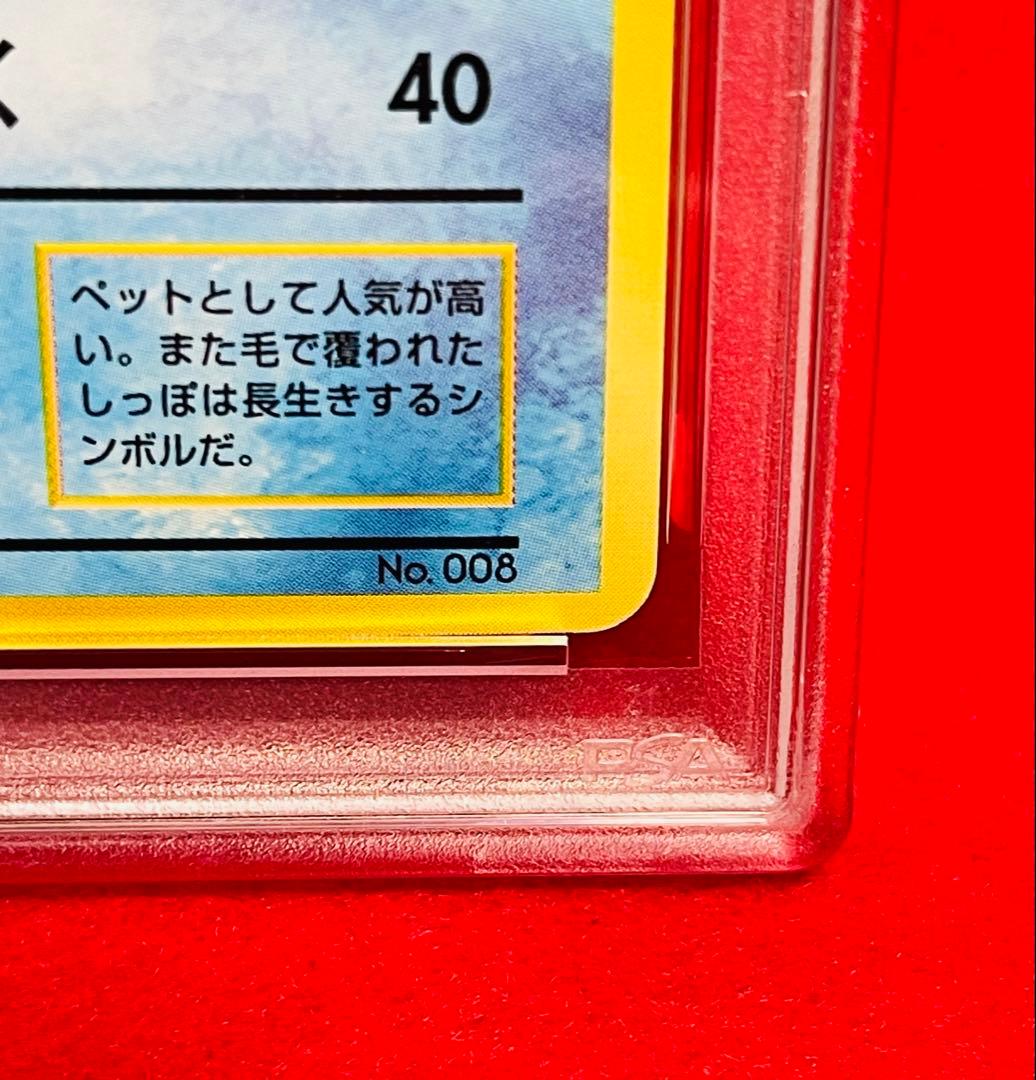 く 40
ペットとして人気が高
い。また毛で覆われた
しっぽは長生きするシ
ンボルだ。
No. 008
PSA